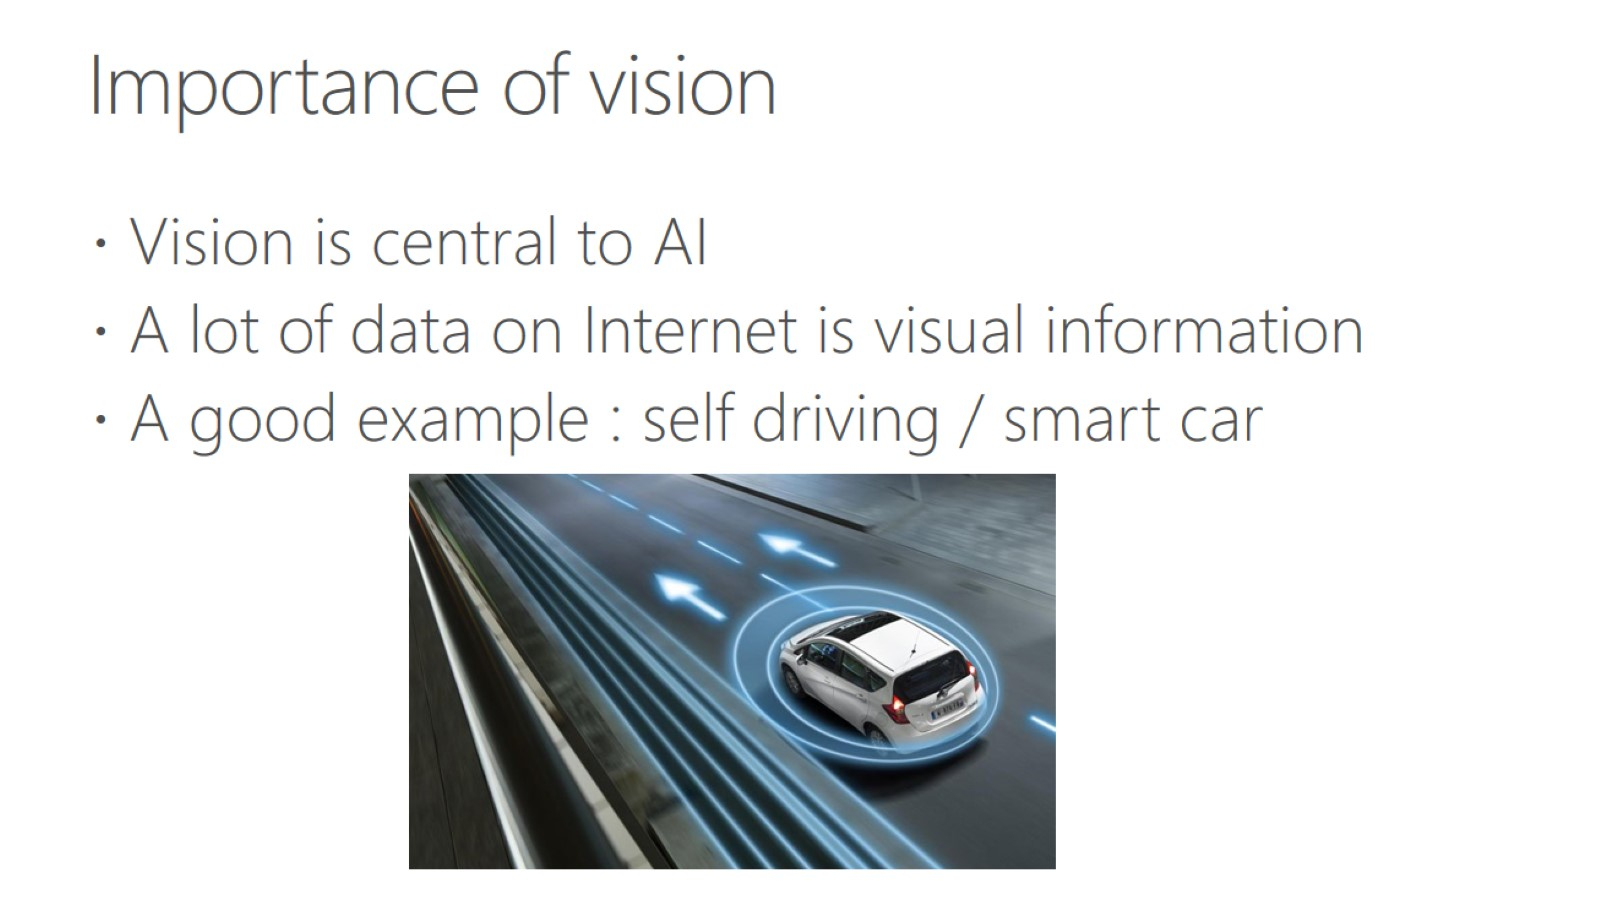 Importance of vision
• Vision is central to AI
• A lot of data on Internet is visual information
• A good example : self driving / smart car